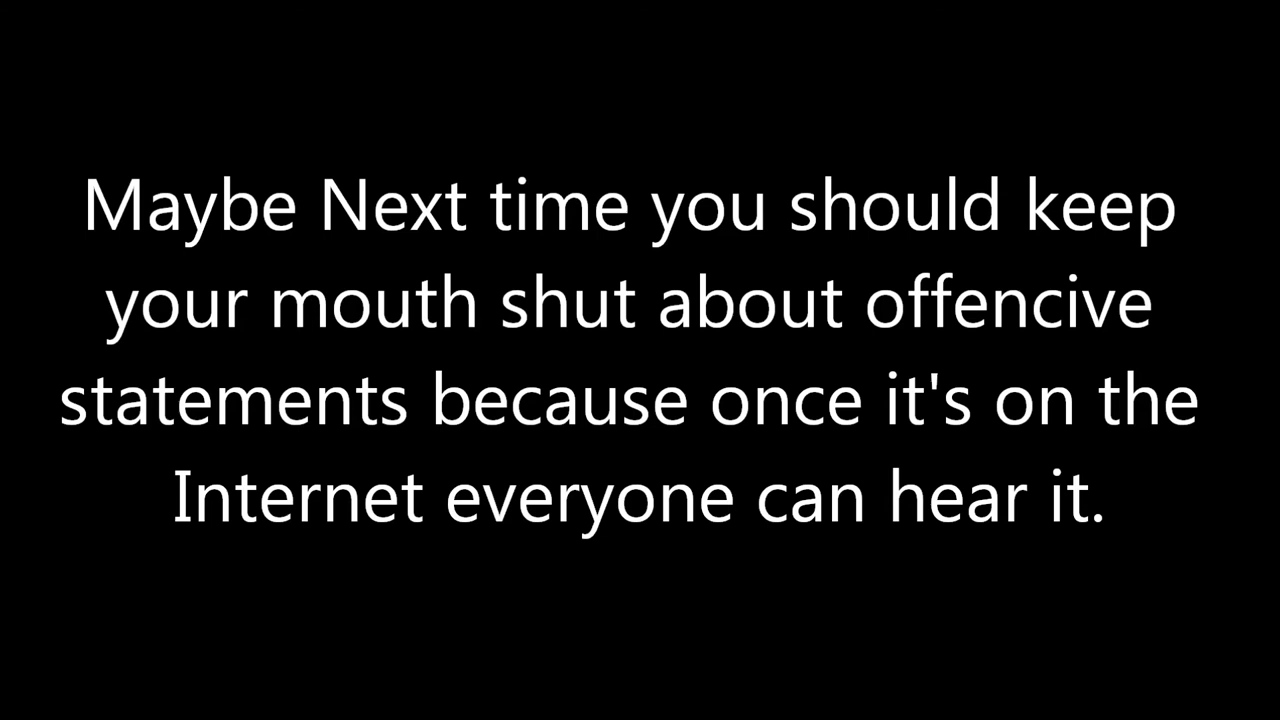 Maybe Next time you should keep
your mouth shut about offencive
statements because once it's on the
Internet everyone can hear it.